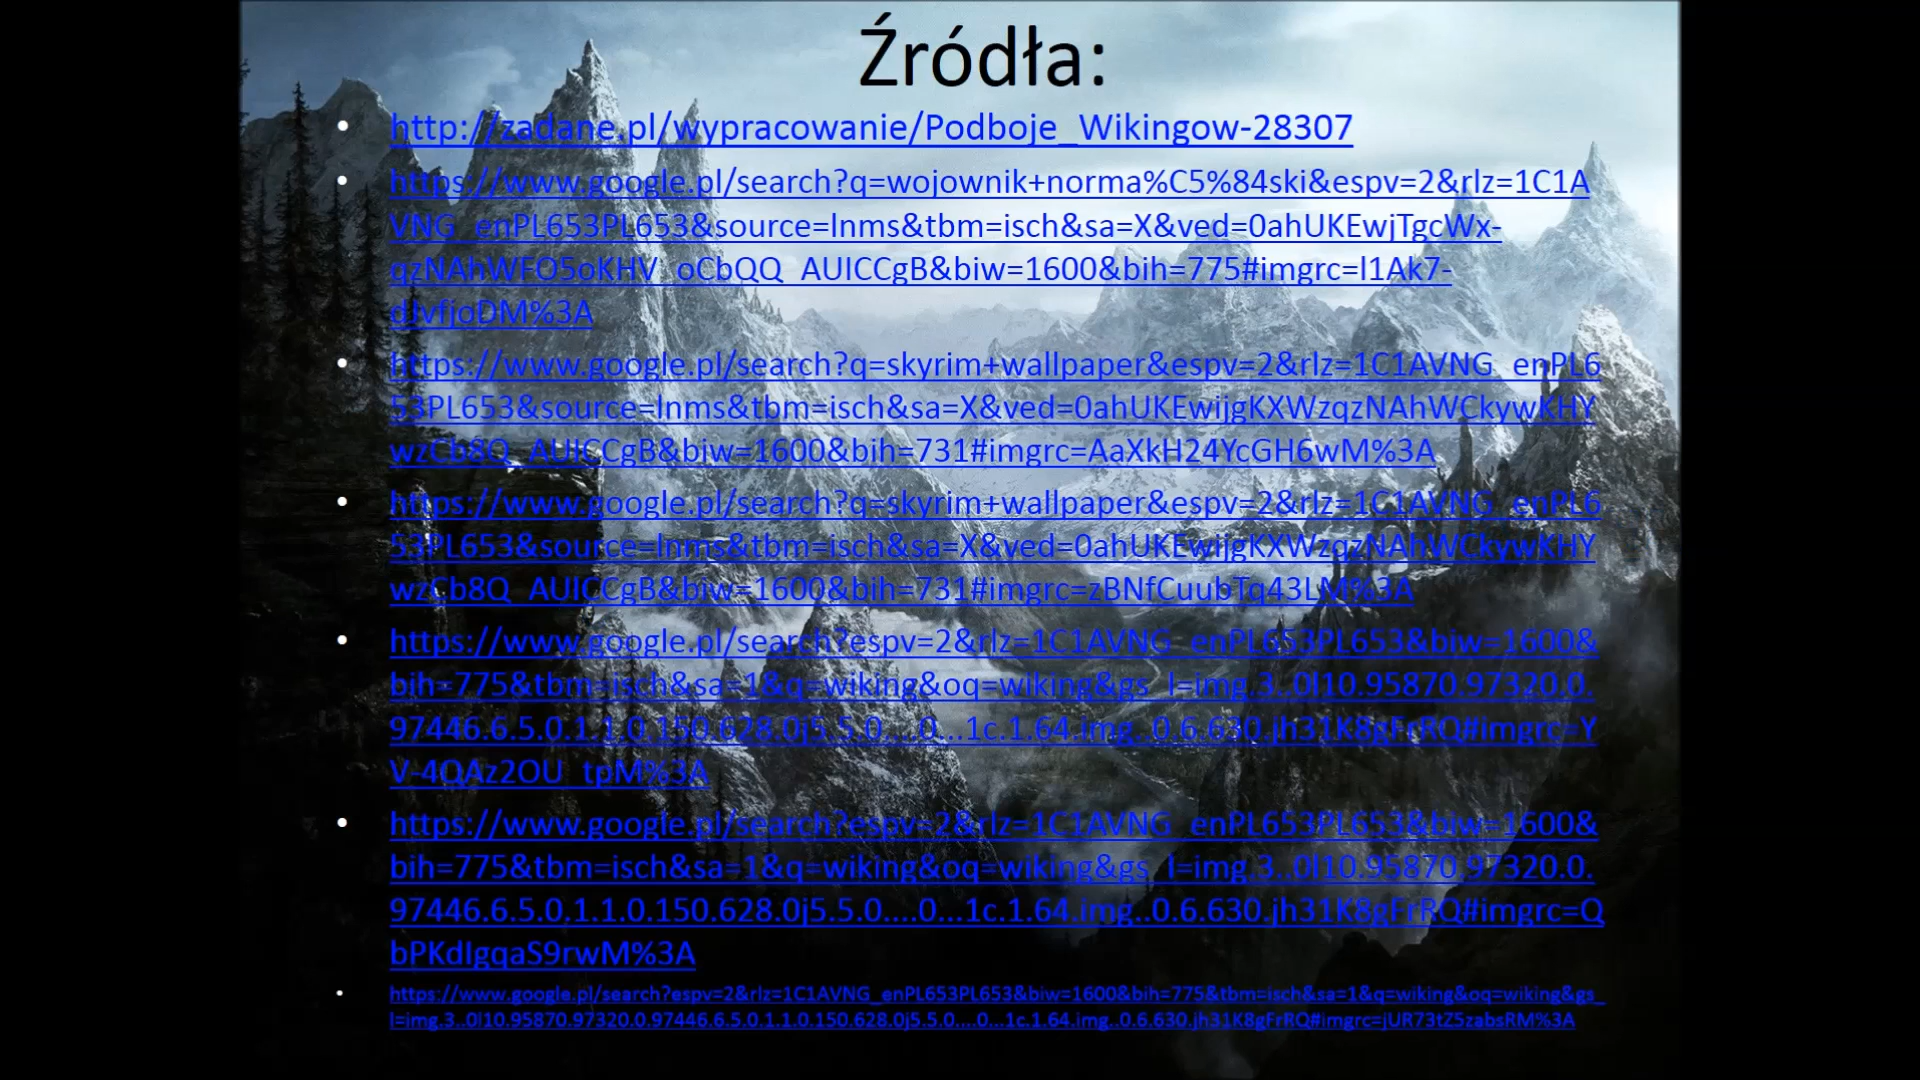 Źródła:
http://zadane.pl/wypracowanie/Podboje_Wikingow-28307
https://www.google.pl/search?q=wojownik+norma%C5%84ski&espv=2&rlz=1C1A
VNG_enPL653PL653&source=lnms&tbm=isch&sa=X&ved=0ahUKEwjTgcWx-
qzNAhWFO5oKHV_oCbQQ_AUICCgB&biw=1600&bih=775#imgrc=l1Ak7-
dJvfjoDM%3A
https://www.google.pl/search?q=skyrim+wallpaper&espv=2&rlz=1C1AVNG_enPL6
53PL653&source=lnms&tbm=isch&sa=X&ved=0ahUKEwijgKXWzqzNAhWCkywKHY
wzCb8Q_AUICCgB&biw=1600&bih=731#imgrc=AaXkH24YcGH6wM%3A
https://www.google.pl/search?q=skyrim+wallpaper&espv=2&rlz=1C1AVNG_enPL6
53PL653&source=lnms&tbm=isch&sa=X&ved=0ahUKEwijgKXWzqzNAhWCkywKHY
wzCb8Q_AUICCgB&biw=1600&bih=731#imgrc=zBNfCuubTq43LM%3A
https://www.google.pl/search?espv=2&rlz=1C1AVNG_enPL653PL653&biw=1600&
bih=775&tbm=isch&sa=1&q=wiking&oq=wiking&gs_l=img.3..0l10.95870.97320.0.
97446.6.5.0.1.1.0.150.628.0j5.5.0....0...1c.1.64.img..0.6.630.jh31K8gFrRQ#imgrc=Y
V-4QAz2OU_tpM%3A
https://www.google.pl/search?espv=2&rlz=1C1AVNG_enPL653PL653&biw=1600&
bih=775&tbm=isch&sa=1&q=wiking&oq=wiking&gs_l=img.3..0l10.95870.97320.0.
97446.6.5.0.1.1.0.150.628.0j5.5.0....0...1c.1.64.img..0.6.630.jh31K8gFrRQ#imgrc=Q
bPKdIgqaS9rwM%3A
https://www.google.pl/search?espv=2&rlz=1C1AVNG_enPL653PL653&biw=1600&bih=775&tbm=isch&sa=1&q=wiking&oq=wiking&gs_
l=img.3..0l10.95870.97320.0.97446.6.5.0.1.1.0.150.628.0j5.5.0....0...1c.1.64.img..0.6.630.jh31K8gFrRQ#imgrc=jUR73tZ5zabsRM%3A